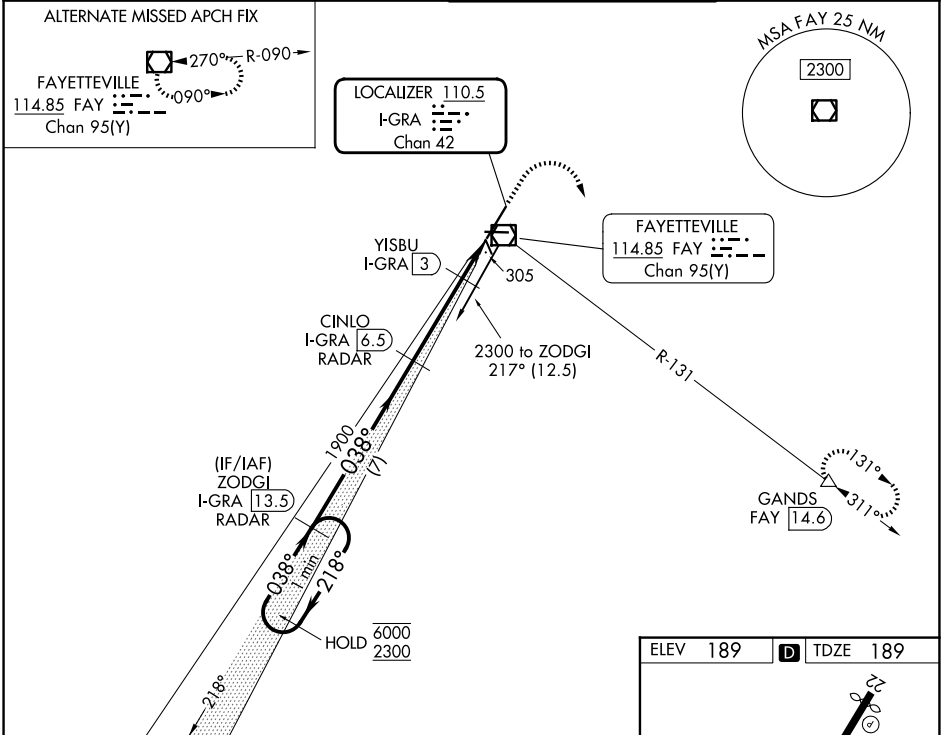 ALTERNATE MISSED APCH FIX
270°
R-090
090°
FAYETTEVILLE
114.85 FAY
Chan 95(Y)
LOCALIZER 110.5
I-GRA
Chan 42
MSA FAY 25 NM
2300
FAYETTEVILLE
114.85 FAY
Chan 95(Y)
YISBU
I-GRA 3
305
CINLO
I-GRA 6.5
RADAR
2300 to ZODGI
217° (12.5)
R-131
1900
038°
(7)
(IF/IAF)
ZODGI
I-GRA 13.5
RADAR
131°
311°
GANDS
FAY 14.6
038°
1 min
218°
HOLD 6000
2300
218°
ELEV 189 D TDZE 189
22
P